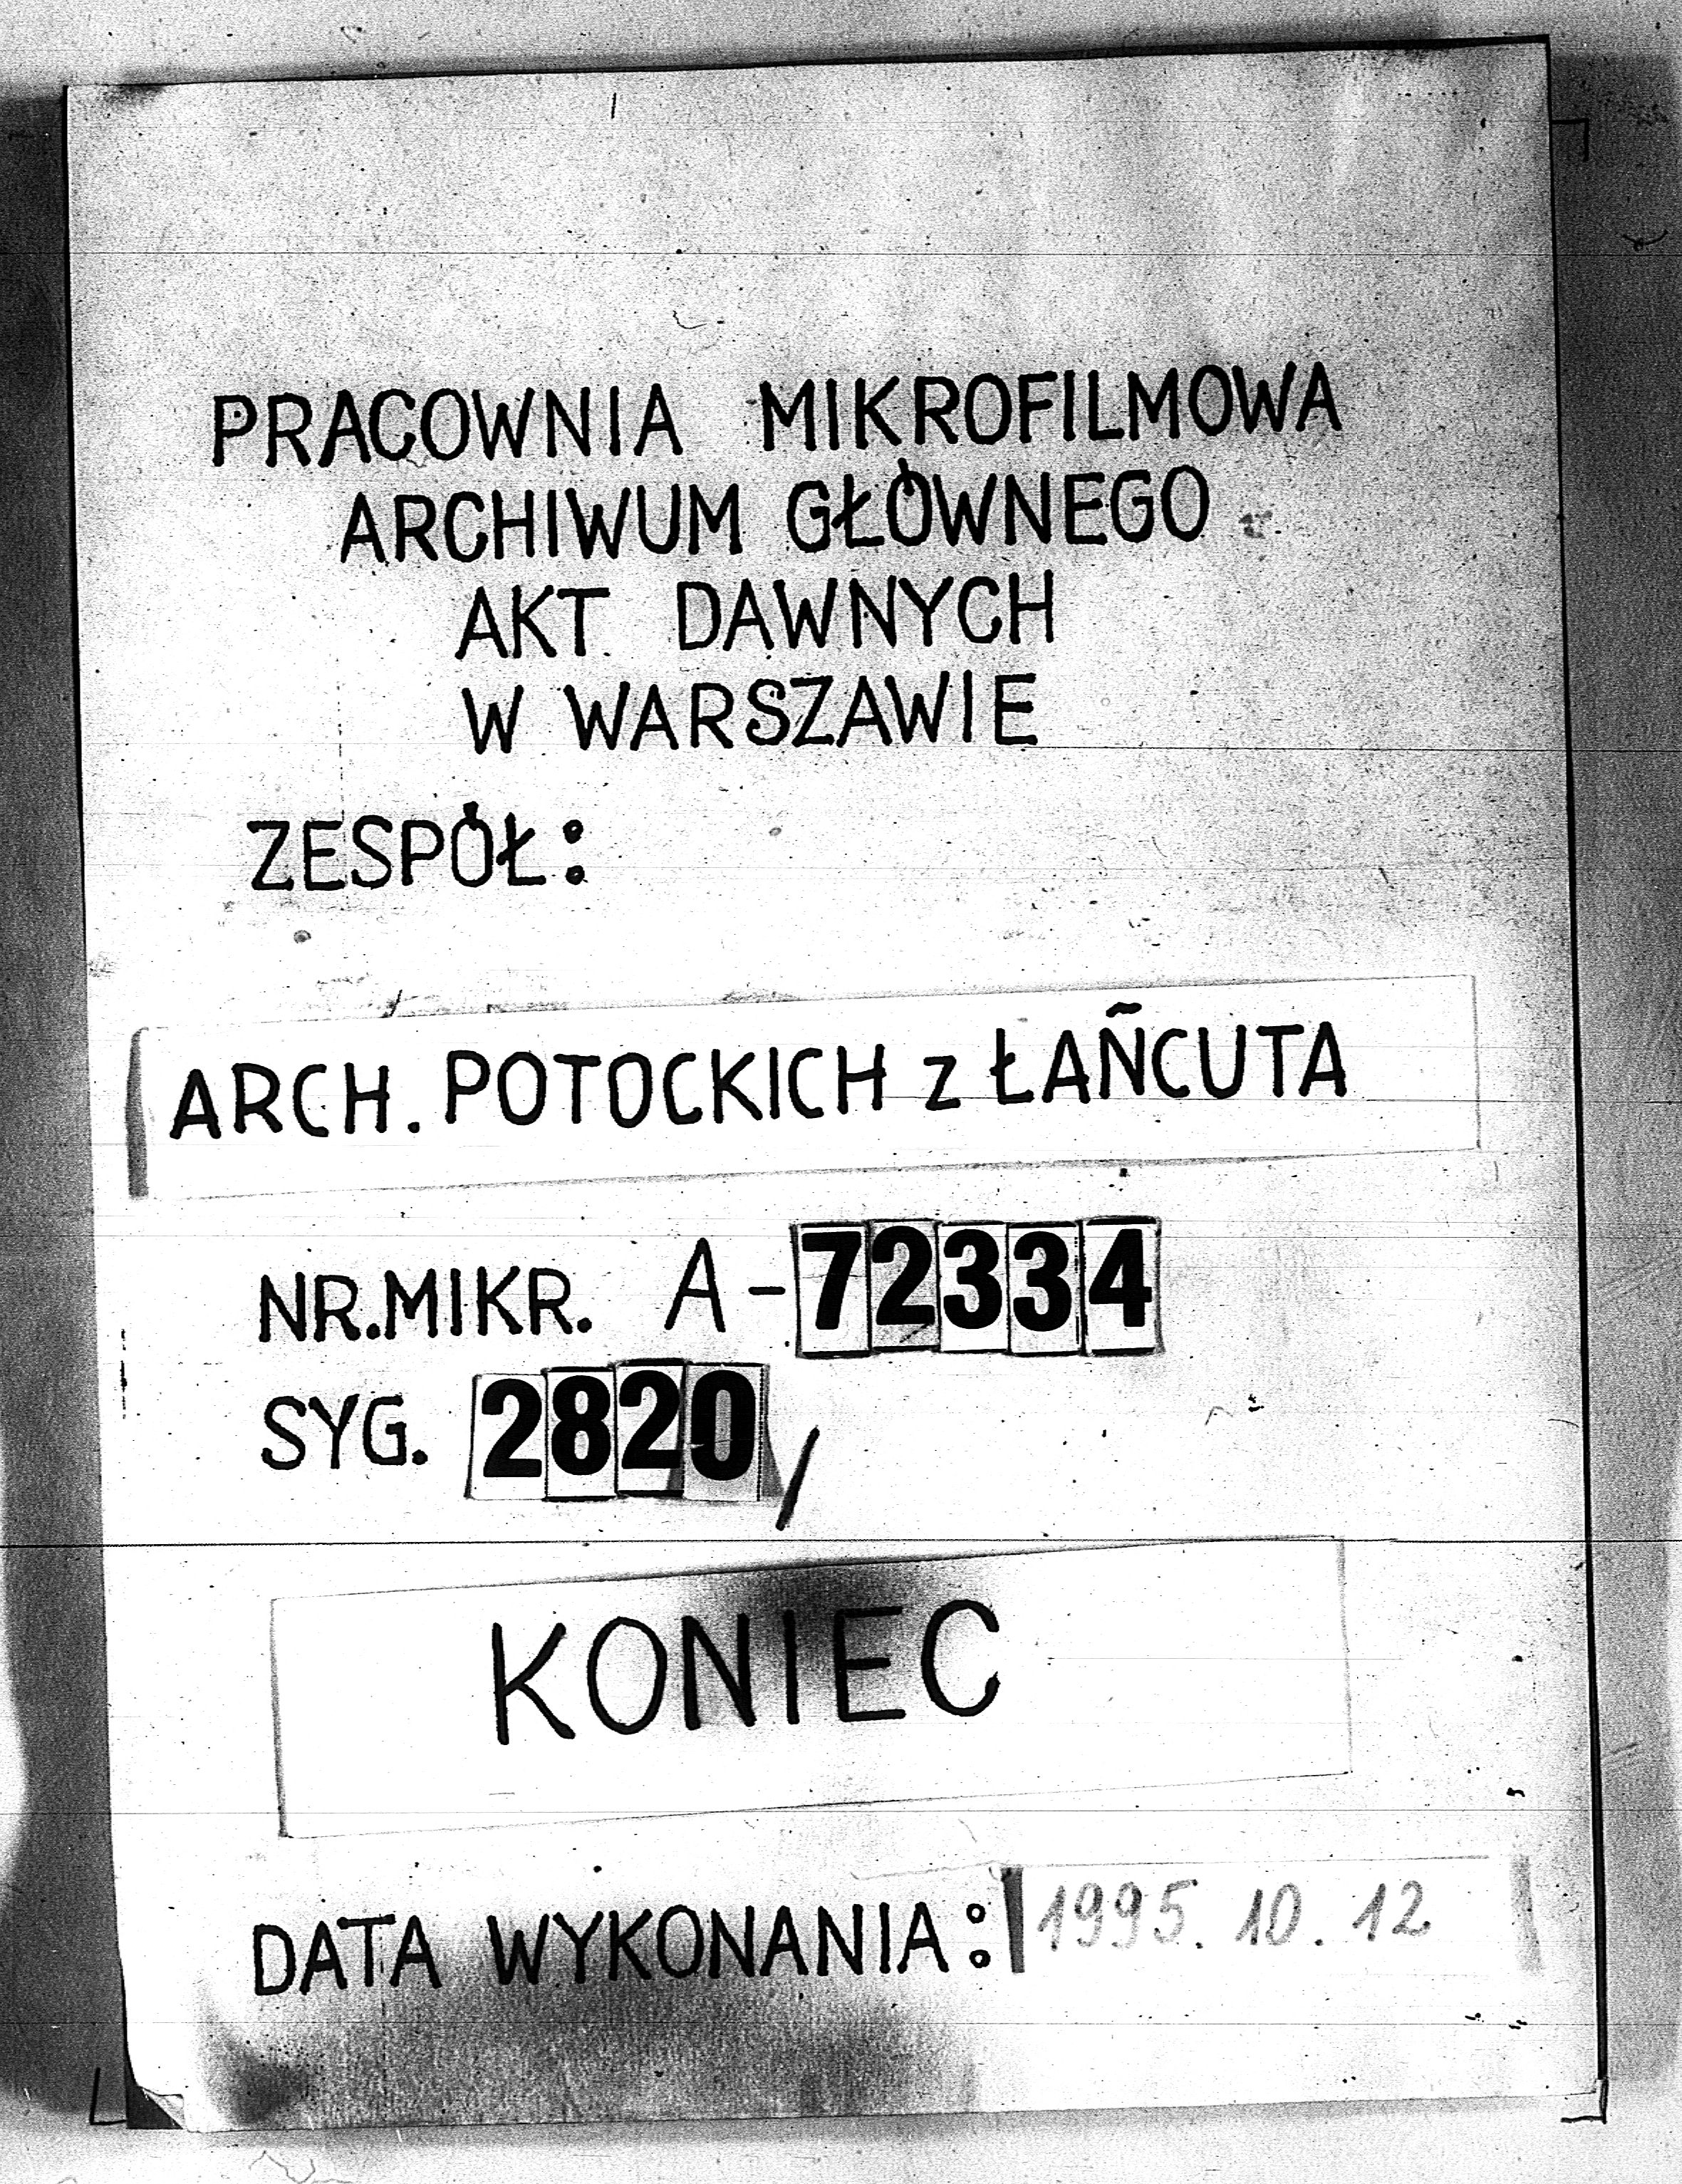 PRACOWNIA MIKROFILMOWA
ARCHIWUM GŁÓWNEGO
AKT DAWNYCH
W WARSZAWIE
ZESPÓŁ:
ARCH. POTOCKICH z ŁAŃCUTA
NR.MIKR. A-72334
SYG. 2820/
KONIEC
DATA WYKONANIA: 1995.10.12